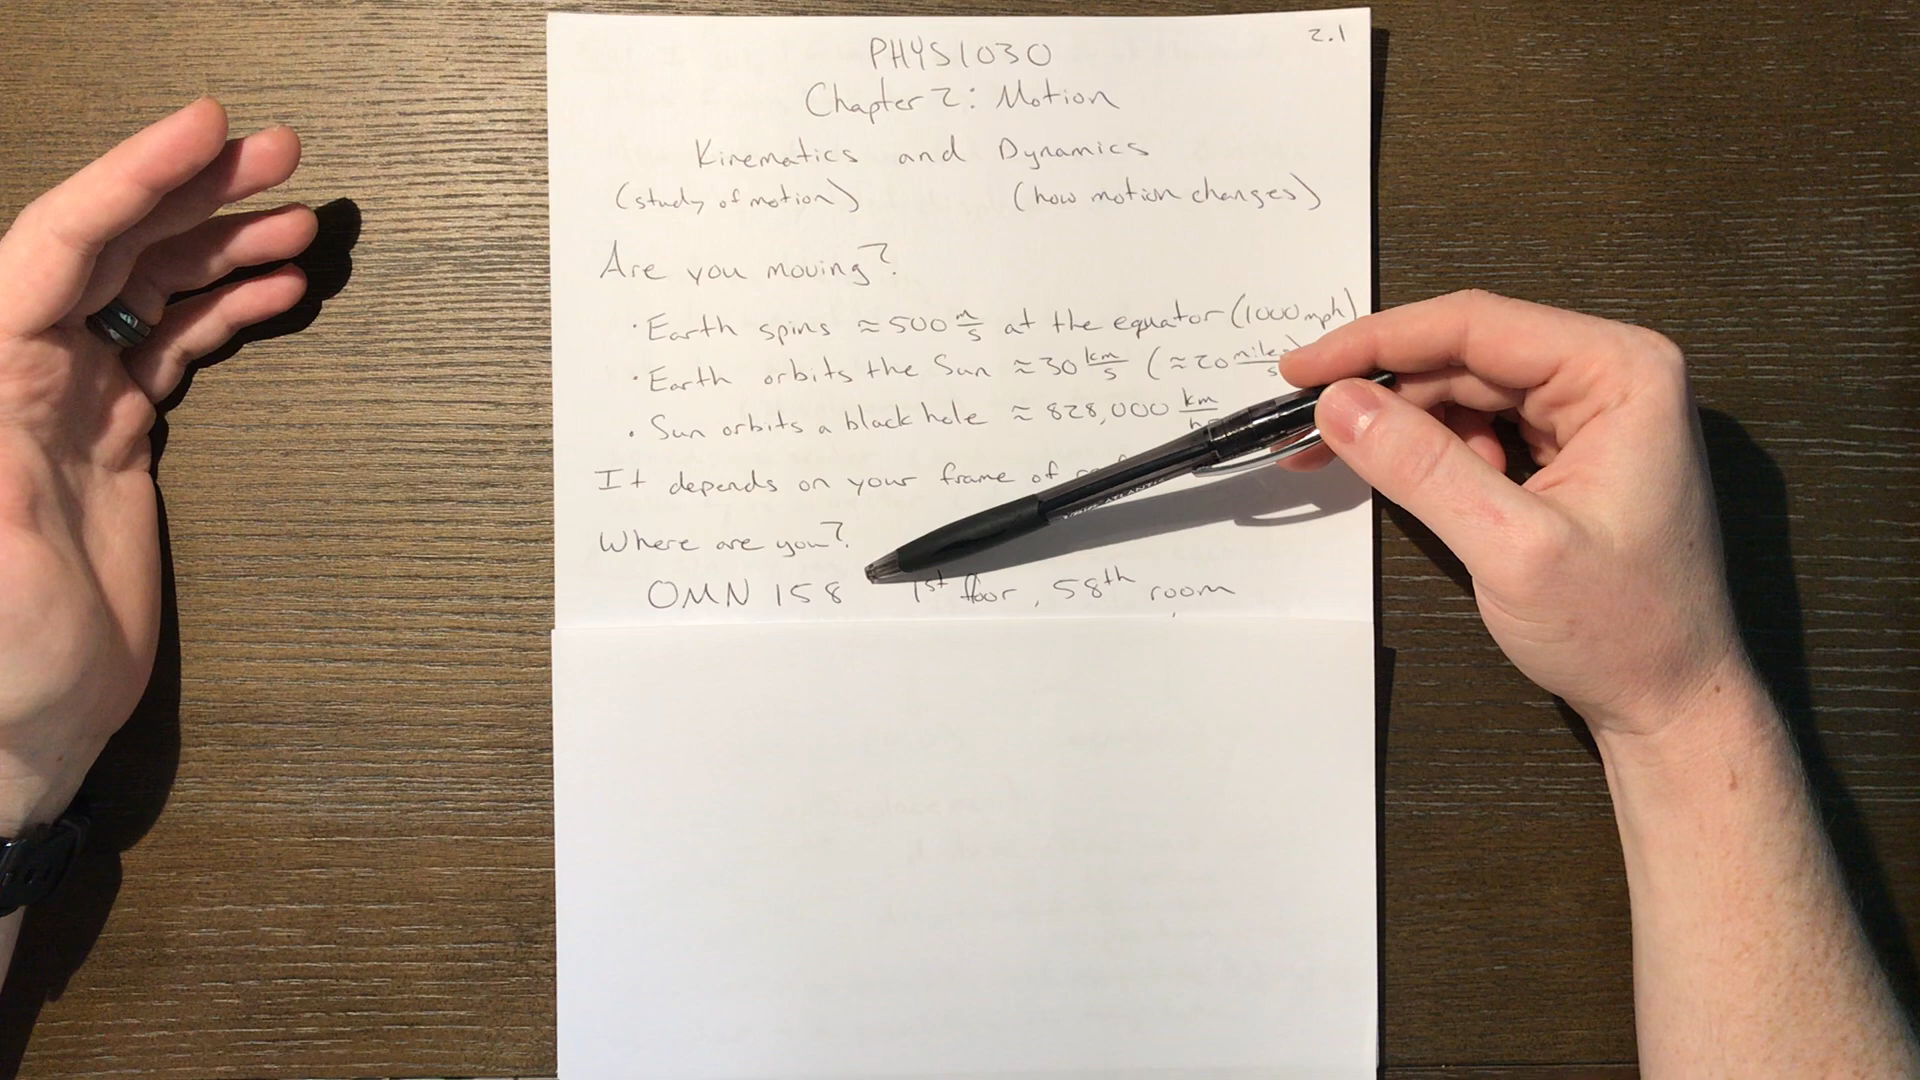 2.1
PHYS1030
Chapter 2: Motion
Kinematics and Dynamics
(study of motion) (how motion changes)
Are you moving?
· Earth spins ≈ 500 m/s at the equator (1000 mph)
· Earth orbits the Sun ≈ 30 km/s (≈ 20 miles/s)
· Sun orbits a black hole ≈ 828,000 km
It depends on your frame of
Where are you?
OMN 158 1st floor, 58th room